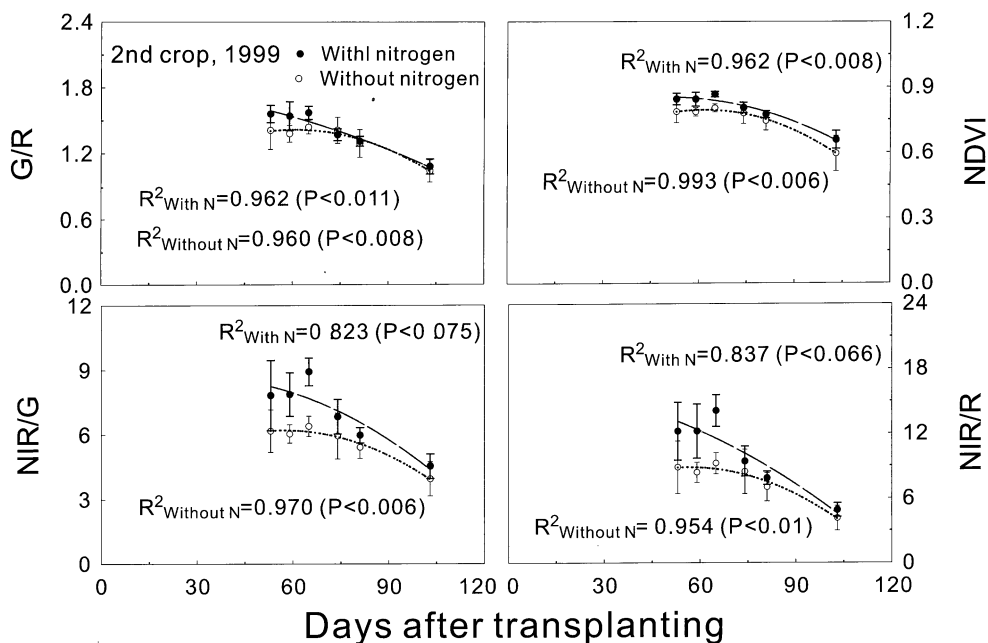 2.4
1.8
1.2
0.6
0.0
G/R
2nd crop, 1999
Withl nitrogen
Without nitrogen
R²With N=0.962 (P<0.011)
R²Without N=0.960 (P<0.008)
1.2
0.9
0.6
0.3
0.0
NDVI
R²With N=0.962 (P<0.008)
R²Without N=0.993 (P<0.006)
12
9
6
3
0
NIR/G
R²With N=0 823 (P<0 075)
R²Without N=0.970 (P<0.006)
24
18
12
6
0
NIR/R
R²With N=0.837 (P<0.066)
R²Without N= 0.954 (P<0.01)
0 30 60 90 120
0 30 60 90 120
Days after transplanting